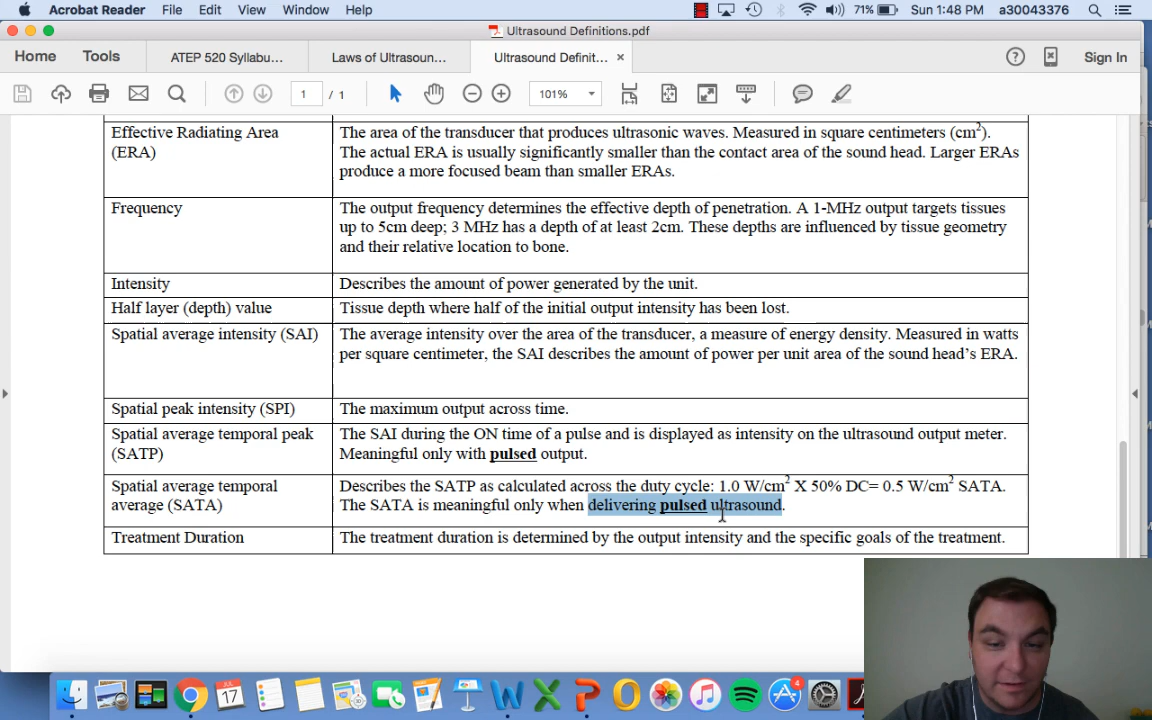 Acrobat Reader File Edit View Window Help 71% Sun 1:48 PM a30043376
Ultrasound Definitions.pdf
Home Tools ATEP 520 Syllabu... Laws of Ultrasoun... Ultrasound Definit... × Sign In
1 / 1 101%
Effective Radiating Area
(ERA)
The area of the transducer that produces ultrasonic waves. Measured in square centimeters (cm²).
The actual ERA is usually significantly smaller than the contact area of the sound head. Larger ERAs
produce a more focused beam than smaller ERAs.
Frequency
The output frequency determines the effective depth of penetration. A 1-MHz output targets tissues
up to 5cm deep; 3 MHz has a depth of at least 2cm. These depths are influenced by tissue geometry
and their relative location to bone.
Intensity
Describes the amount of power generated by the unit.
Half layer (depth) value
Tissue depth where half of the initial output intensity has been lost.
Spatial average intensity (SAI)
The average intensity over the area of the transducer, a measure of energy density. Measured in watts
per square centimeter, the SAI describes the amount of power per unit area of the sound head's ERA.
Spatial peak intensity (SPI)
The maximum output across time.
Spatial average temporal peak
(SATP)
The SAI during the ON time of a pulse and is displayed as intensity on the ultrasound output meter.
Meaningful only with pulsed output.
Spatial average temporal
average (SATA)
Describes the SATP as calculated across the duty cycle: 1.0 W/cm² X 50% DC= 0.5 W/cm² SATA.
The SATA is meaningful only when delivering pulsed ultrasound.
Treatment Duration
The treatment duration is determined by the output intensity and the specific goals of the treatment.
JUL
17
4